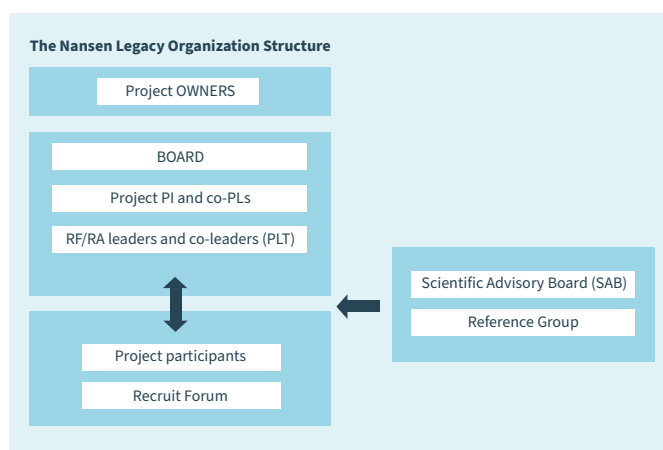 The Nansen Legacy Organization Structure
Project OWNERS
BOARD
Project PI and co-PLs
RF/RA leaders and co-leaders (PLT)
Scientific Advisory Board (SAB)
Reference Group
Project participants
Recruit Forum